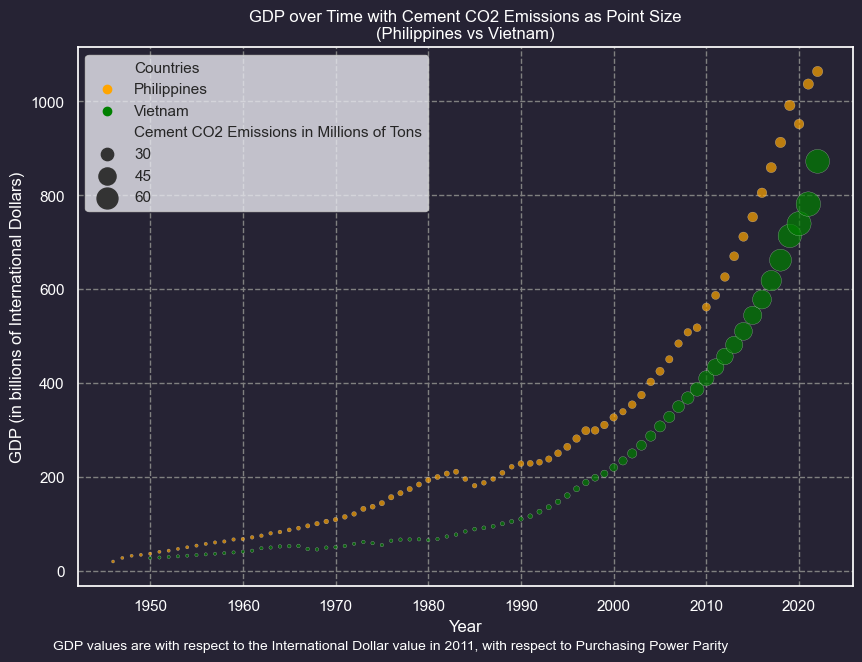 GDP over Time with Cement CO2 Emissions as Point Size
(Philippines vs Vietnam)
Countries
Philippines
Vietnam
Cement CO2 Emissions in Millions of Tons
30
45
60
GDP (in billions of International Dollars)
1000
800
600
400
200
0
1950 1960 1970 1980 1990 2000 2010 2020
Year
GDP values are with respect to the International Dollar value in 2011, with respect to Purchasing Power Parity